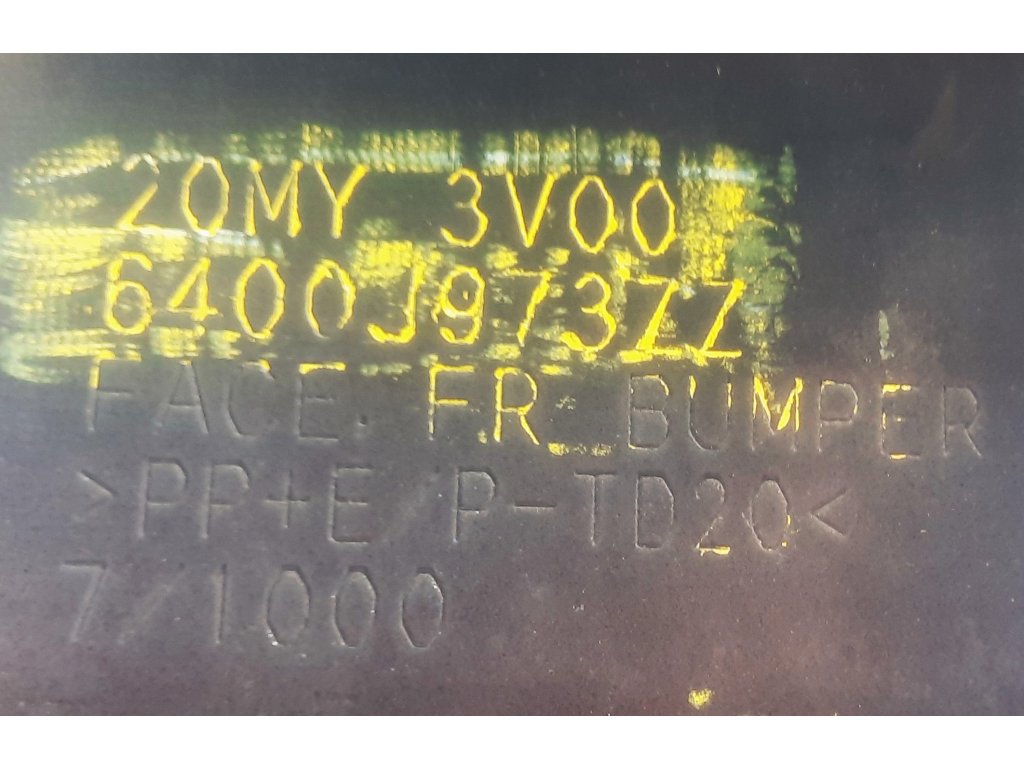 20MY 3V00
6400J973ZZ
FACE. FR BUMPER
>PP+E/P-TD20<
7/1000